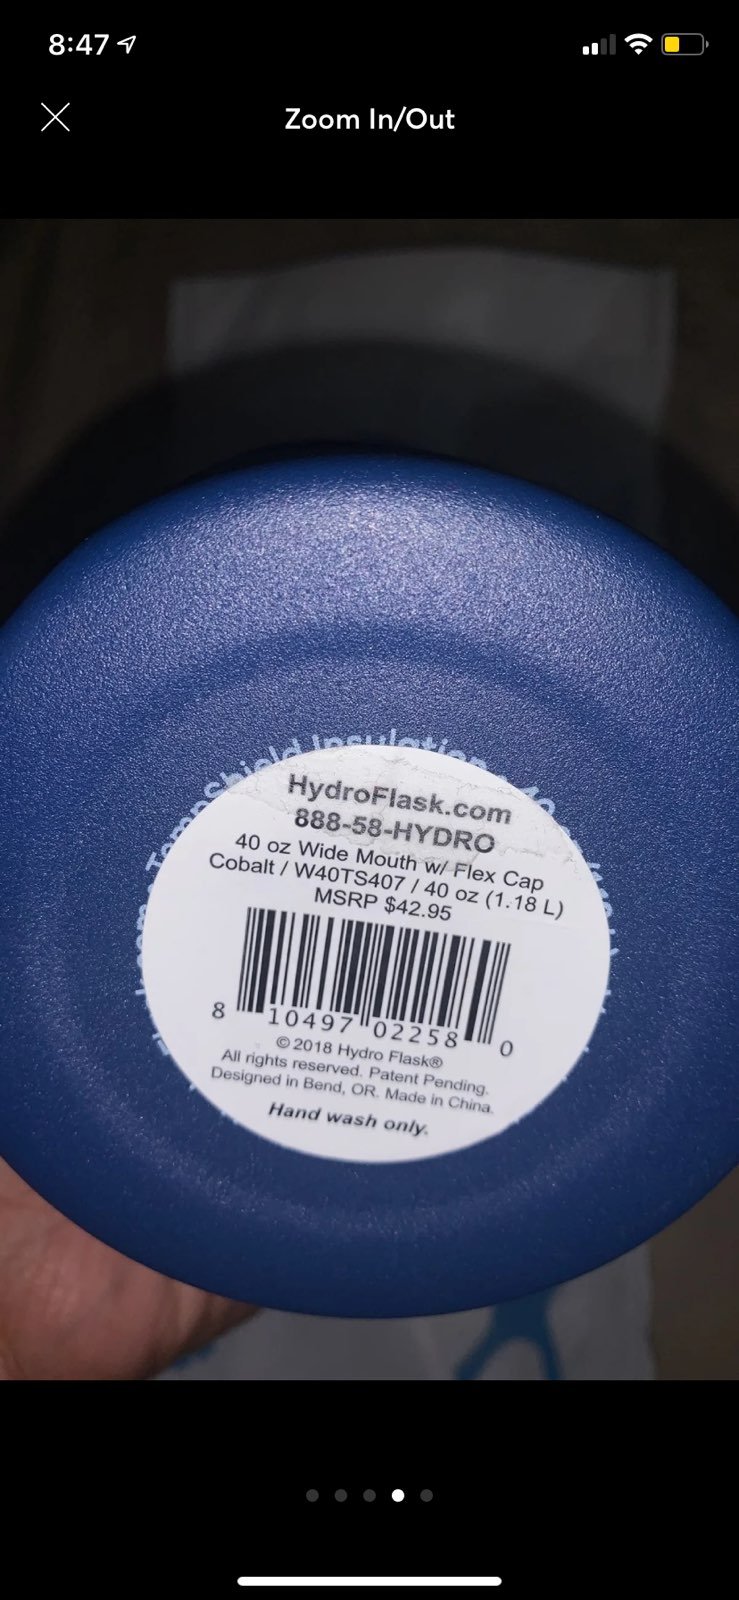 8:47
Zoom In/Out
TempShield Insulation
HydroFlask.com
888-58-HYDRO
40 oz Wide Mouth w/ Flex Cap
Cobalt / W40TS407 / 40 oz (1.18 L)
MSRP $42.95
8 10497 02258 0
© 2018 Hydro Flask®
All rights reserved. Patent Pending.
Designed in Bend, OR. Made in China.
Hand wash only.